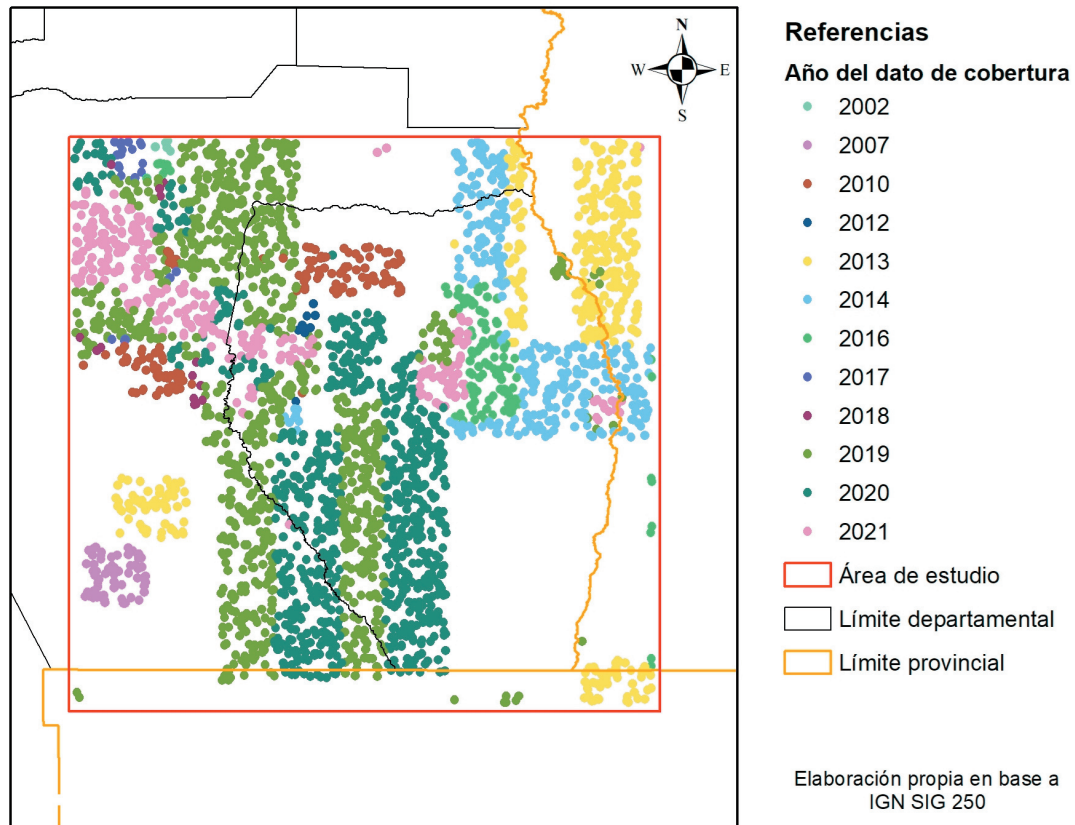 N
W E
S
Referencias
Año del dato de cobertura
2002
2007
2010
2012
2013
2014
2016
2017
2018
2019
2020
2021
Área de estudio
Límite departamental
Límite provincial
Elaboración propia en base a
IGN SIG 250